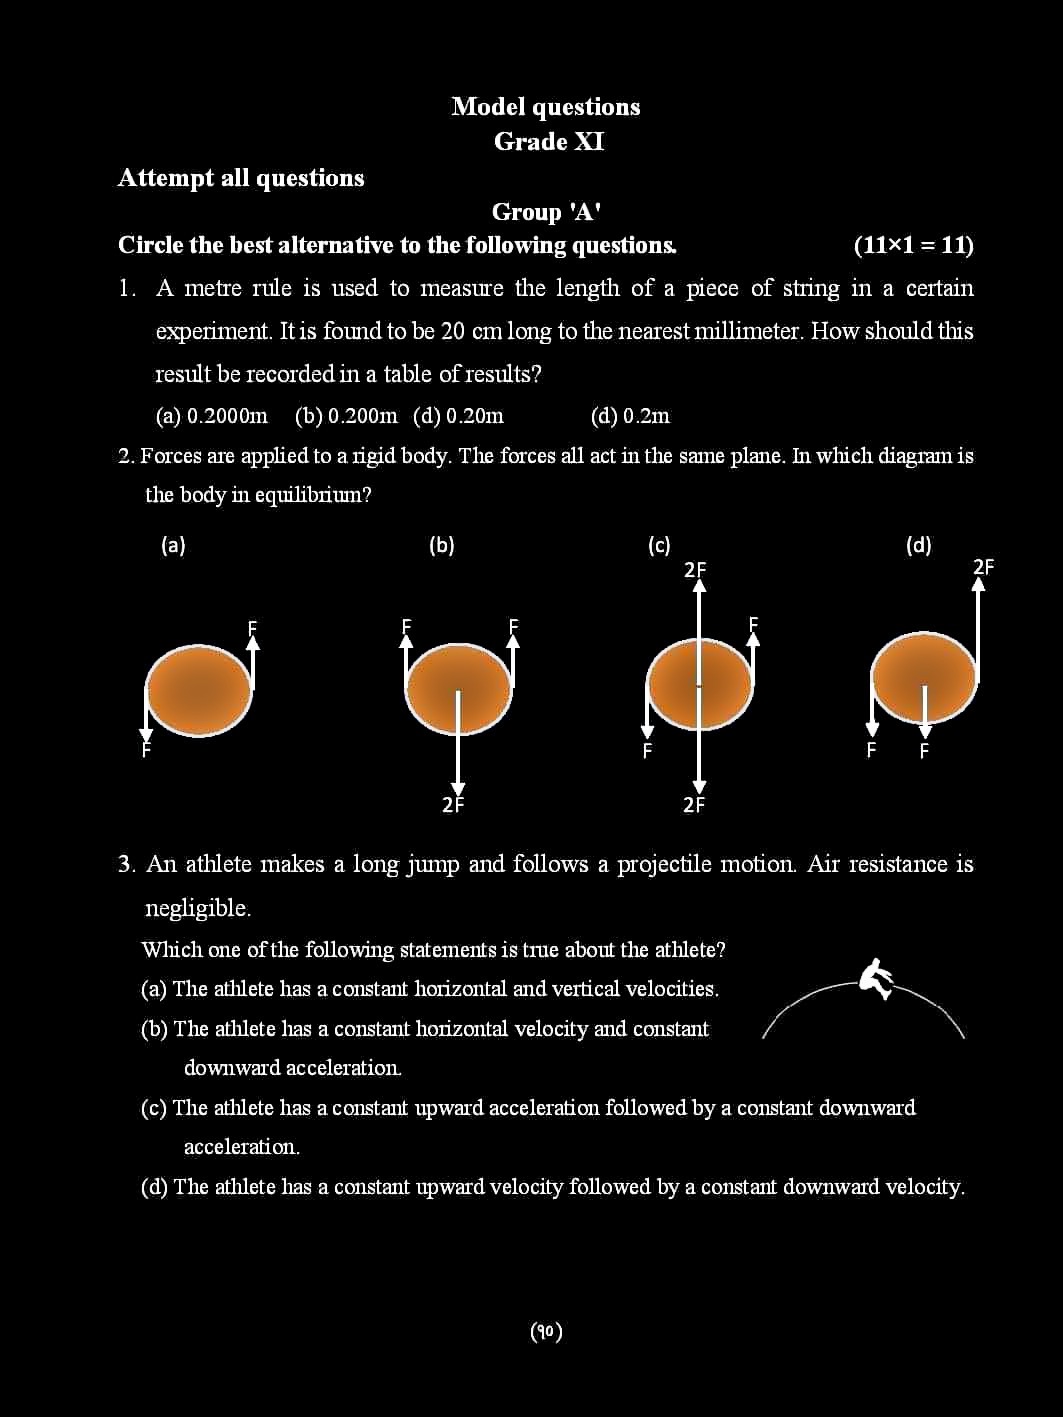 Model questions
Grade XI
Attempt all questions
Group 'A'
Circle the best alternative to the following questions. (11×1 = 11)
1. A metre rule is used to measure the length of a piece of string in a certain
experiment. It is found to be 20 cm long to the nearest millimeter. How should this
result be recorded in a table of results?
(a) 0.2000m (b) 0.200m (d) 0.20m (d) 0.2m
2. Forces are applied to a rigid body. The forces all act in the same plane. In which diagram is
the body in equilibrium?
(a) (b) (c) (d)
2F 2F
F F F F
F F F F
2F 2F
3. An athlete makes a long jump and follows a projectile motion. Air resistance is
negligible.
Which one of the following statements is true about the athlete?
(a) The athlete has a constant horizontal and vertical velocities.
(b) The athlete has a constant horizontal velocity and constant
downward acceleration.
(c) The athlete has a constant upward acceleration followed by a constant downward
acceleration.
(d) The athlete has a constant upward velocity followed by a constant downward velocity.
(१०)